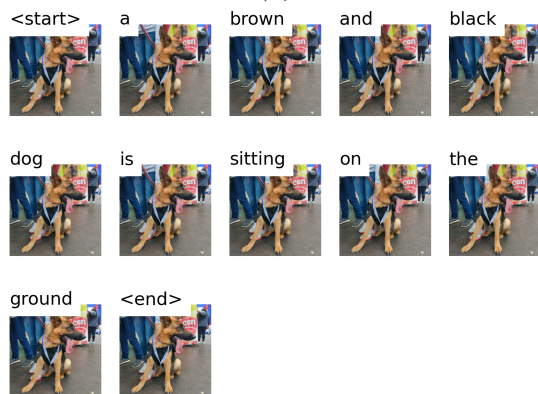 <start> a brown and black
dog is sitting on the
ground <end>